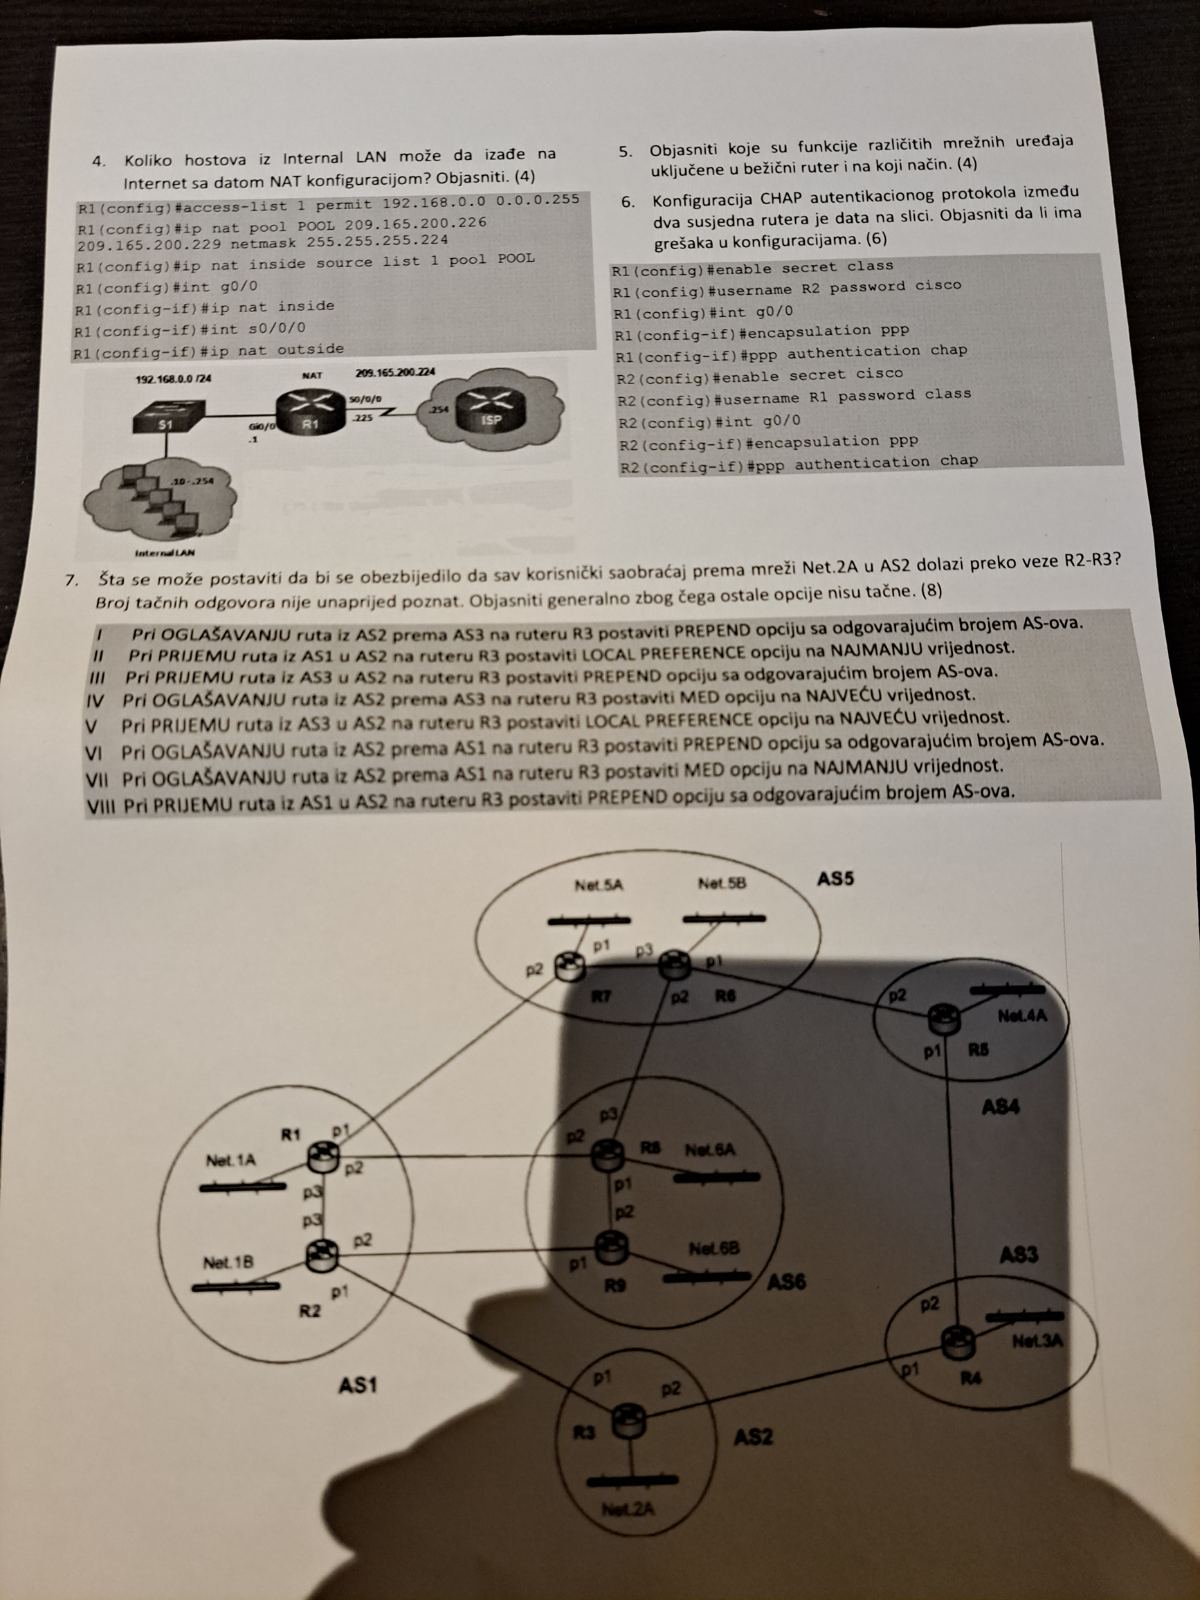 4. Koliko hostova iz Internal LAN može da izađe na
Internet sa datom NAT konfiguracijom? Objasniti. (4)
R1(config)#access-list 1 permit 192.168.0.0 0.0.0.255
R1(config)#ip nat pool POOL 209.165.200.226
209.165.200.229 netmask 255.255.255.224
R1(config)#ip nat inside source list 1 pool POOL
R1(config)#int g0/0
R1(config-if)#ip nat inside
R1(config-if)#int s0/0/0
R1(config-if)#ip nat outside
192.168.0.0 /24
NAT
209.165.200.224
S1
Gi0/0
.1
R1
S0/0/0
.225
.254
ISP
.10-.254
Internal LAN
5. Objasniti koje su funkcije različitih mrežnih uređaja
uključene u bežični ruter i na koji način. (4)
6. Konfiguracija CHAP autentikacionog protokola između
dva susjedna rutera je data na slici. Objasniti da li ima
grešaka u konfiguracijama. (6)
R1(config)#enable secret class
R1(config)#username R2 password cisco
R1(config)#int g0/0
R1(config-if)#encapsulation ppp
R1(config-if)#ppp authentication chap
R2(config)#enable secret cisco
R2(config)#username R1 password class
R2(config)#int g0/0
R2(config-if)#encapsulation ppp
R2(config-if)#ppp authentication chap
7. Šta se može postaviti da bi se obezbijedilo da sav korisnički saobraćaj prema mreži Net.2A u AS2 dolazi preko veze R2-R3?
Broj tačnih odgovora nije unaprijed poznat. Objasniti generalno zbog čega ostale opcije nisu tačne. (8)
I Pri OGLAŠAVANJU ruta iz AS2 prema AS3 na ruteru R3 postaviti PREPEND opciju sa odgovarajućim brojem AS-ova.
II Pri PRIJEMU ruta iz AS1 u AS2 na ruteru R3 postaviti LOCAL PREFERENCE opciju na NAJMANJU vrijednost.
III Pri PRIJEMU ruta iz AS3 u AS2 na ruteru R3 postaviti PREPEND opciju sa odgovarajućim brojem AS-ova.
IV Pri OGLAŠAVANJU ruta iz AS2 prema AS3 na ruteru R3 postaviti MED opciju na NAJVEĆU vrijednost.
V Pri PRIJEMU ruta iz AS3 u AS2 na ruteru R3 postaviti LOCAL PREFERENCE opciju na NAJVEĆU vrijednost.
VI Pri OGLAŠAVANJU ruta iz AS2 prema AS1 na ruteru R3 postaviti PREPEND opciju sa odgovarajućim brojem AS-ova.
VII Pri OGLAŠAVANJU ruta iz AS2 prema AS1 na ruteru R3 postaviti MED opciju na NAJMANJU vrijednost.
VIII Pri PRIJEMU ruta iz AS1 u AS2 na ruteru R3 postaviti PREPEND opciju sa odgovarajućim brojem AS-ova.
Net.5A
Net.5B
AS5
p1
p3
p1
p2
R7
p2
R6
p2
Net.4A
p1
R5
AS4
R1
p1
p2
p3
Net.1A
p3
p2
Net.1B
R2
p1
AS1
p3
p2
R8
Net.6A
p1
p2
p1
Net.6B
R9
AS6
AS3
p2
Net.3A
p1
R4
p1
p2
R3
AS2
Net.2A